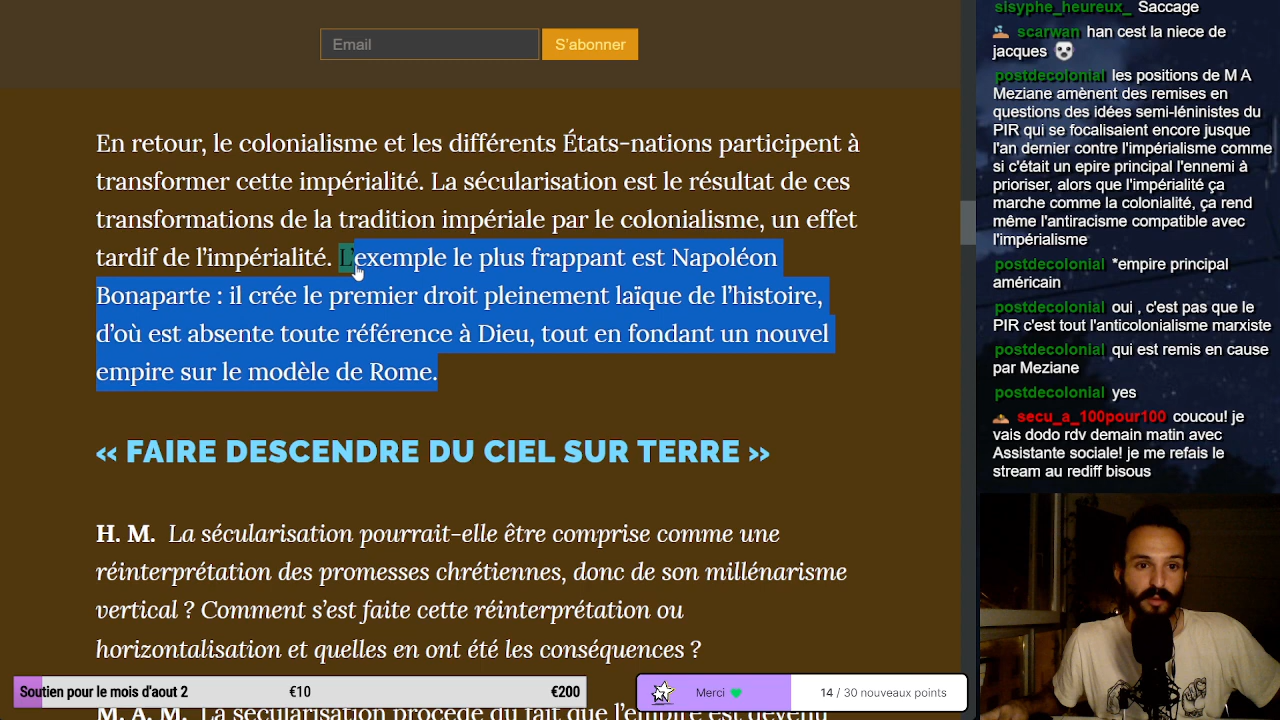 Email
S'abonner
En retour, le colonialisme et les différents États-nations participent à
transformer cette impérialité. La sécularisation est le résultat de ces
transformations de la tradition impériale par le colonialisme, un effet
tardif de l’impérialité. L’exemple le plus frappant est Napoléon
Bonaparte : il crée le premier droit pleinement laïque de l’histoire,
d’où est absente toute référence à Dieu, tout en fondant un nouvel
empire sur le modèle de Rome.
« FAIRE DESCENDRE DU CIEL SUR TERRE »
H. M. La sécularisation pourrait-elle être comprise comme une
réinterprétation des promesses chrétiennes, donc de son millénarisme
vertical ? Comment s’est faite cette réinterprétation ou
horizontalisation et quelles en ont été les conséquences ?
M. A. M. La sécularisation procède du fait que l’empire est devenu
Soutien pour le mois d'aout 2 €10 €200
Merci 14 / 30 nouveaux points
sisyphe_heureux_ Saccage
scarwan han cest la niece de
jacques
postdecolonial les positions de M A
Meziane amènent des remises en
questions des idées semi-léninistes du
PIR qui se focalisaient encore jusque
l'an dernier contre l'impérialisme comme
si c'était un epire principal l'ennemi à
prioriser, alors que l'impérialité ça
marche comme la colonialité, ça rend
même l'antiracisme compatible avec
l'impérialisme
postdecolonial *empire principal
américain
postdecolonial oui , c'est pas que le
PIR c'est tout l'anticolonialisme marxiste
postdecolonial qui est remis en cause
par Meziane
postdecolonial yes
secu_a_100pour100 coucou! je
vais dodo rdv demain matin avec
Assistante sociale! je me refais le
stream au rediff bisous